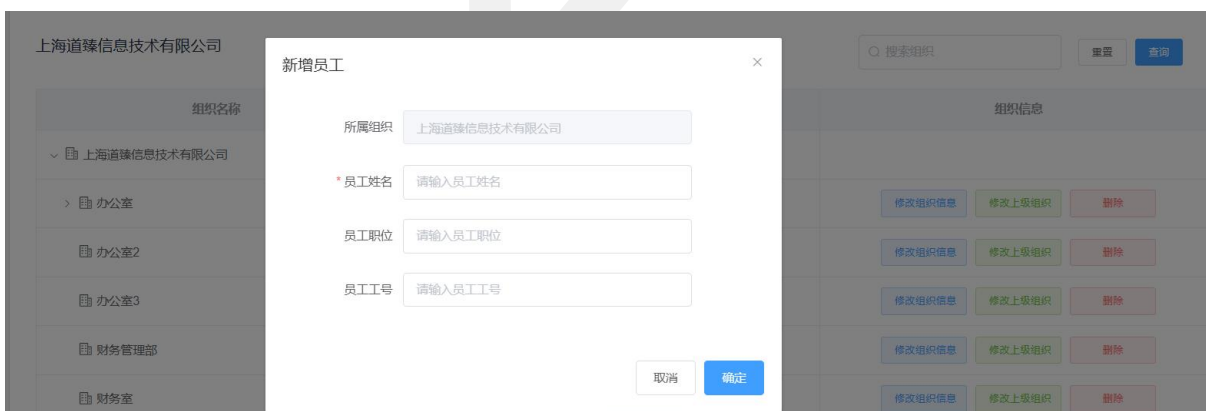 上海道臻信息技术有限公司
搜索组织
重置
查询
新增员工
组织名称
组织信息
所属组织 上海道臻信息技术有限公司
上海道臻信息技术有限公司
*员工姓名 请输入员工姓名
办公室
修改组织信息 修改上级组织 删除
员工职位 请输入员工职位
办公室2
修改组织信息 修改上级组织 删除
员工工号 请输入员工工号
办公室3
修改组织信息 修改上级组织 删除
财务管理部
修改组织信息 修改上级组织 删除
取消 确定
财务室
修改组织信息 修改上级组织 删除